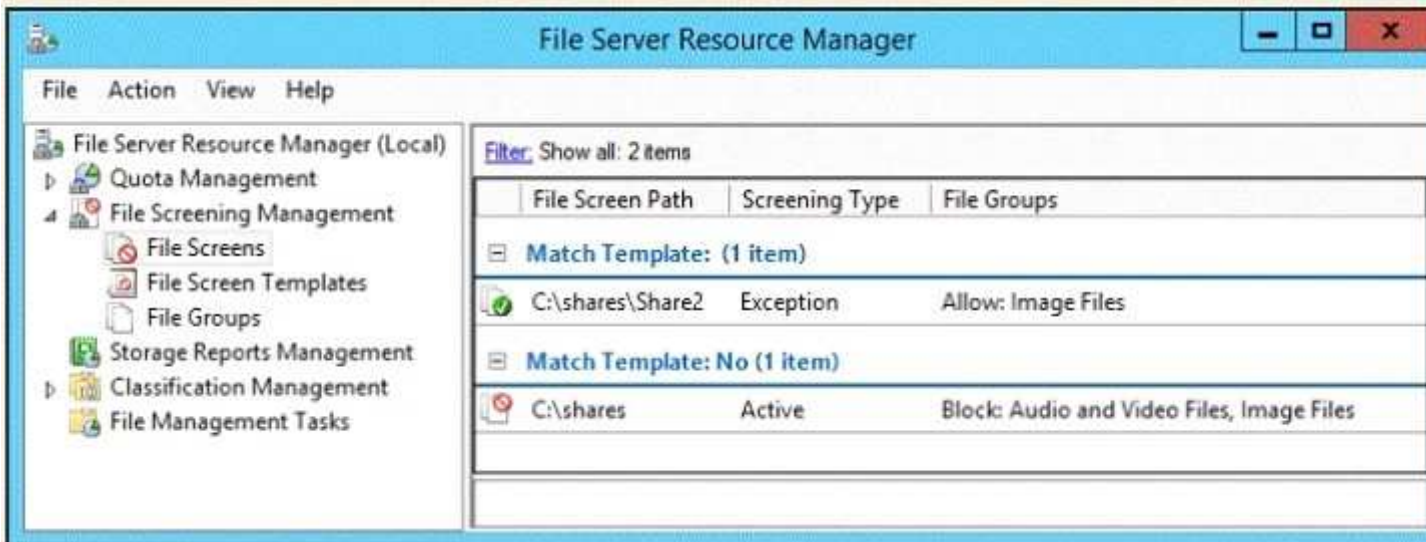 File Server Resource Manager
File Action View Help
File Server Resource Manager (Local)
Quota Management
File Screening Management
File Screens
File Screen Templates
File Groups
Storage Reports Management
Classification Management
File Management Tasks
Filter: Show all: 2 items
File Screen Path Screening Type File Groups
Match Template: (1 item)
C:\shares\Share2 Exception Allow: Image Files
Match Template: No (1 item)
C:\shares Active Block: Audio and Video Files, Image Files